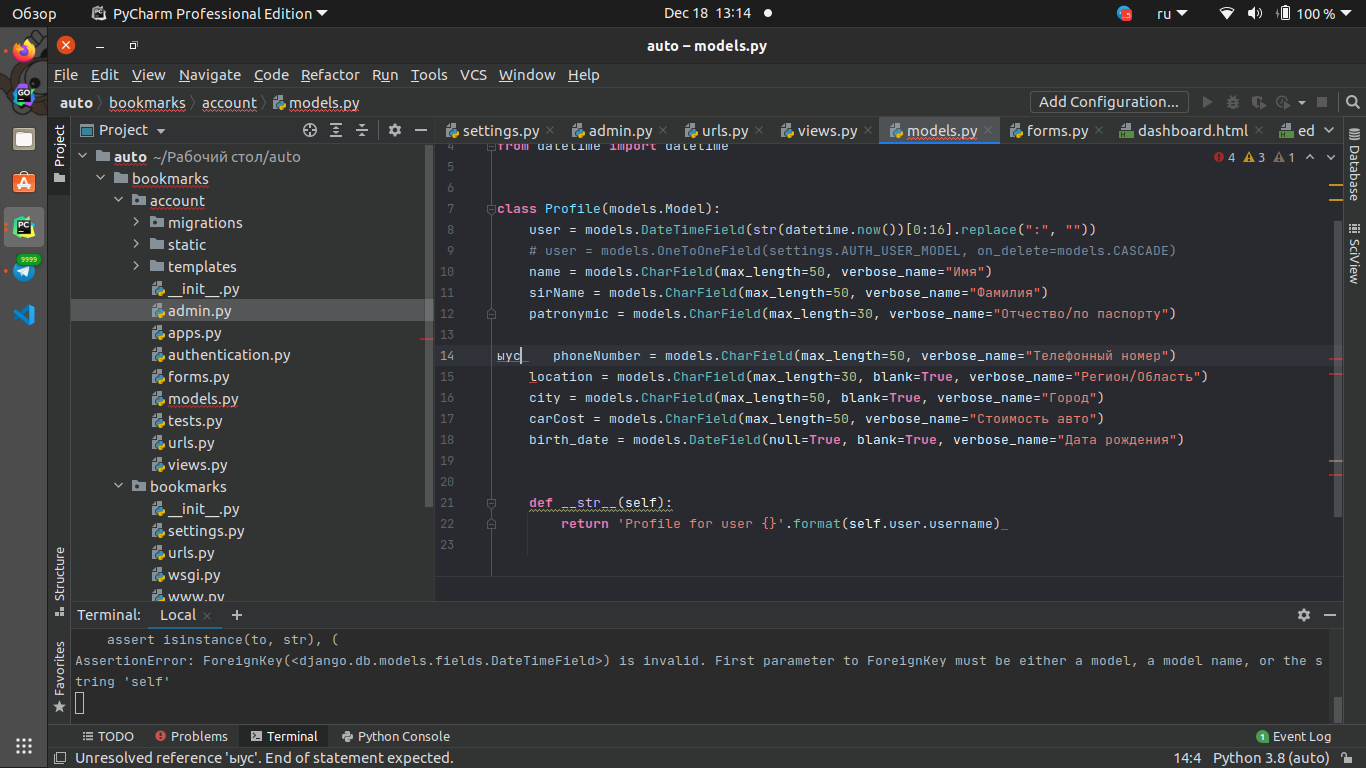 Обзор PyCharm Professional Edition Dec 18 13:14 ru 100 %
auto – models.py
File Edit View Navigate Code Refactor Run Tools VCS Window Help
auto bookmarks account models.py Add Configuration...
Project settings.py admin.py urls.py views.py models.py forms.py dashboard.html ed
4 from datetime import datetime
4 3 1
auto ~/Рабочий стол/auto
5
bookmarks
6
account
7 class Profile(models.Model):
migrations
8 user = models.DateTimeField(str(datetime.now())[0:16].replace(":", ""))
static
9 # user = models.OneToOneField(settings.AUTH_USER_MODEL, on_delete=models.CASCADE)
templates
10 name = models.CharField(max_length=50, verbose_name="Имя")
__init__.py
11 sirName = models.CharField(max_length=50, verbose_name="Фамилия")
admin.py
12 patronymic = models.CharField(max_length=30, verbose_name="Отчество/по паспорту")
apps.py
13
authentication.py
14 ыус phoneNumber = models.CharField(max_length=50, verbose_name="Телефонный номер")
forms.py
15 location = models.CharField(max_length=30, blank=True, verbose_name="Регион/Область")
models.py
16 city = models.CharField(max_length=50, blank=True, verbose_name="Город")
tests.py
17 carCost = models.CharField(max_length=50, verbose_name="Стоимость авто")
urls.py
18 birth_date = models.DateField(null=True, blank=True, verbose_name="Дата рождения")
views.py
19
bookmarks
20
__init__.py
21 def __str__(self):
settings.py
22 return 'Profile for user {}'.format(self.user.username)
urls.py
23
wsgi.py
www.py
Project
Structure
Favorites
Database
SciView
GO
PC
9999
Terminal: Local +
assert isinstance(to, str), (
AssertionError: ForeignKey(<django.db.models.fields.DateTimeField>) is invalid. First parameter to ForeignKey must be either a model, a model name, or the s
tring 'self'
TODO Problems Terminal Python Console 1 Event Log
Unresolved reference 'ыус'. End of statement expected. 14:4 Python 3.8 (auto)